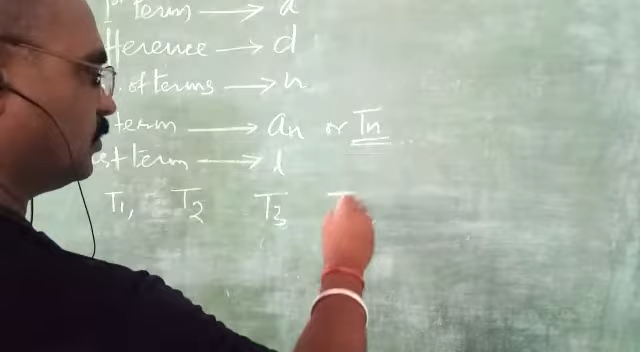 term → a
fference → d
. of terms → n
term → an or Tn
st term → l
T1, T2 T3 T